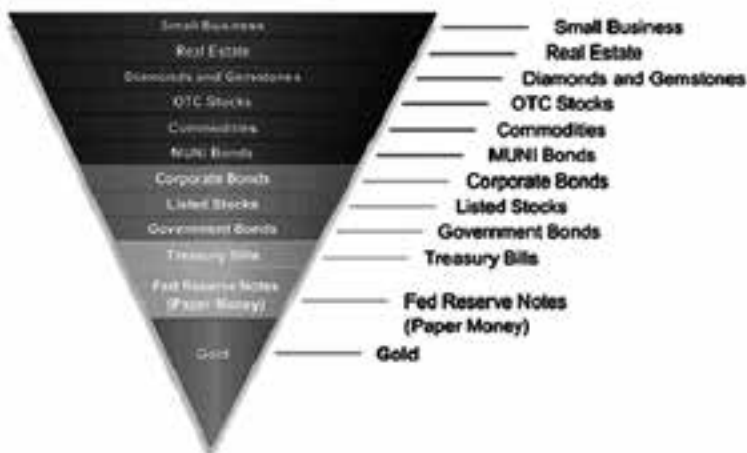 Small Business
Small Business
Real Estate
Real Estate
Diamonds and Gemstones
Diamonds and Gemstones
OTC Stocks
OTC Stocks
Commodities
Commodities
MUNI Bonds
MUNI Bonds
Corporate Bonds
Corporate Bonds
Listed Stocks
Listed Stocks
Government Bonds
Government Bonds
Treasury Bills
Treasury Bills
Fed Reserve Notes
(Paper Money)
Fed Reserve Notes
(Paper Money)
Gold
Gold